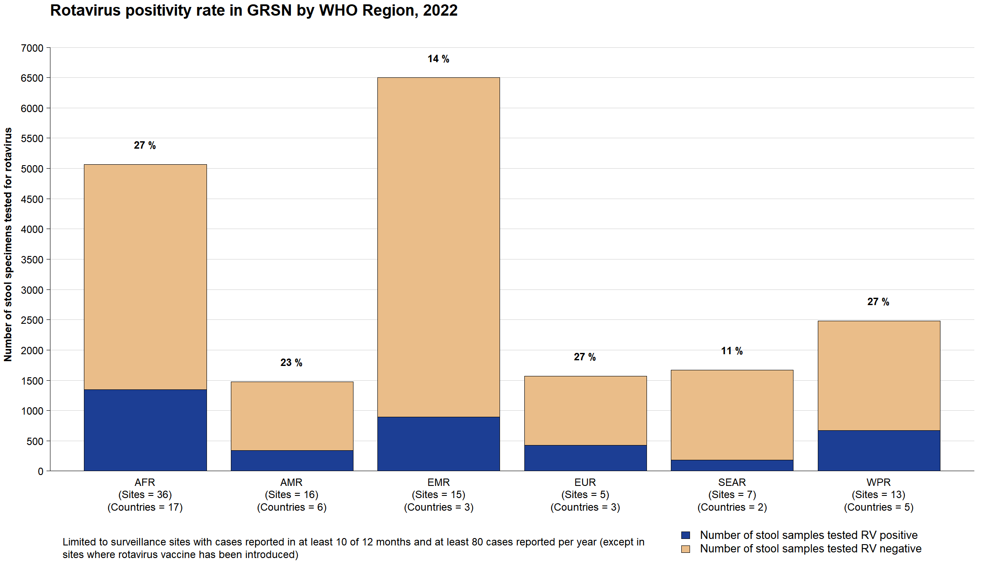 Rotavirus positivity rate in GRSN by WHO Region, 2022
Number of stool specimens tested for rotavirus
7000
6500
6000
5500
5000
4500
4000
3500
3000
2500
2000
1500
1000
500
0
27 %
23 %
14 %
27 %
11 %
27 %
AFR
(Sites = 36)
(Countries = 17)
AMR
(Sites = 16)
(Countries = 6)
EMR
(Sites = 15)
(Countries = 3)
EUR
(Sites = 5)
(Countries = 3)
SEAR
(Sites = 7)
(Countries = 2)
WPR
(Sites = 13)
(Countries = 5)
Limited to surveillance sites with cases reported in at least 10 of 12 months and at least 80 cases reported per year (except in
sites where rotavirus vaccine has been introduced)
Number of stool samples tested RV positive
Number of stool samples tested RV negative